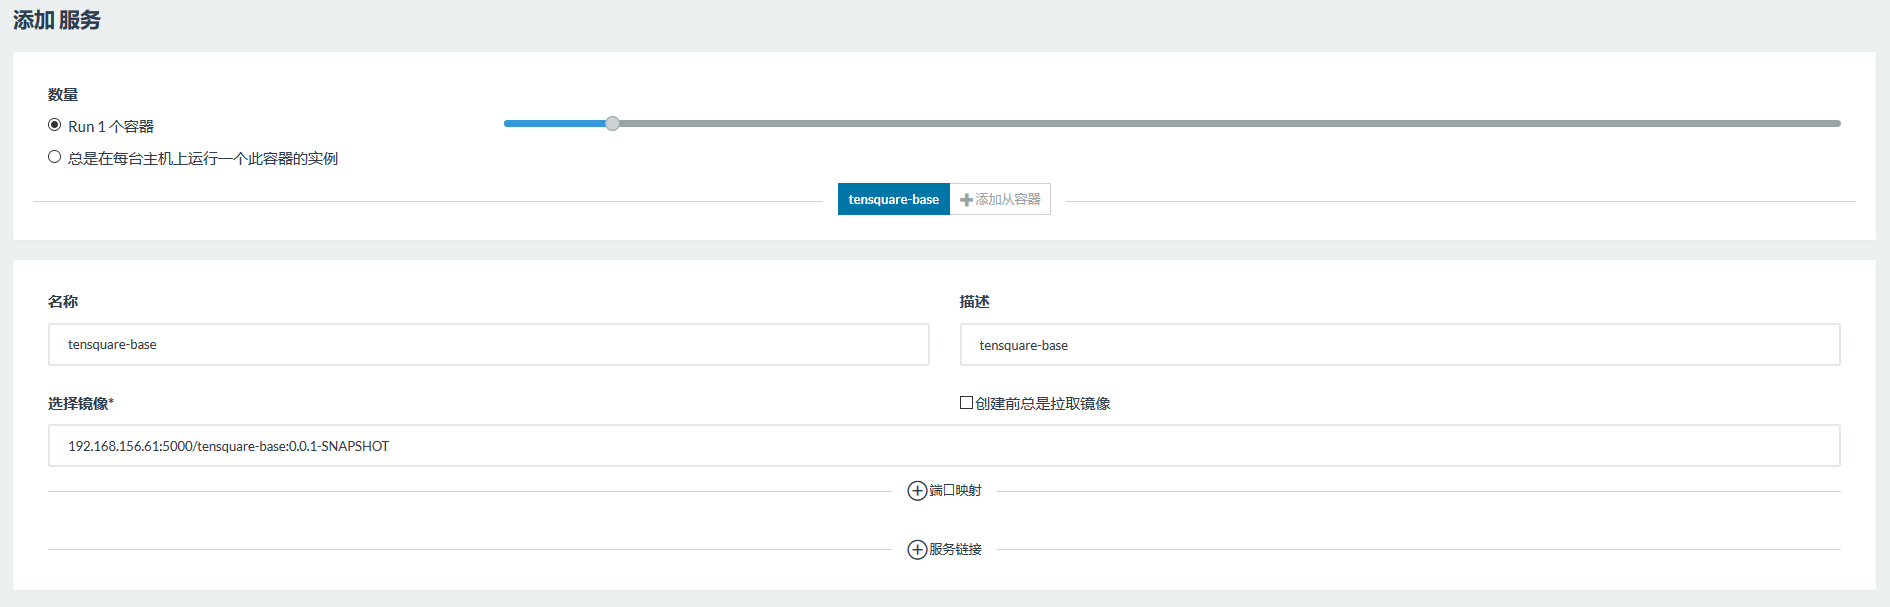 添加 服务
数量
Run 1 个容器
总是在每台主机上运行一个此容器的实例
tensquare-base
添加从容器
名称
描述
tensquare-base
tensquare-base
选择镜像*
创建前总是拉取镜像
192.168.156.61:5000/tensquare-base:0.0.1-SNAPSHOT
端口映射
服务链接